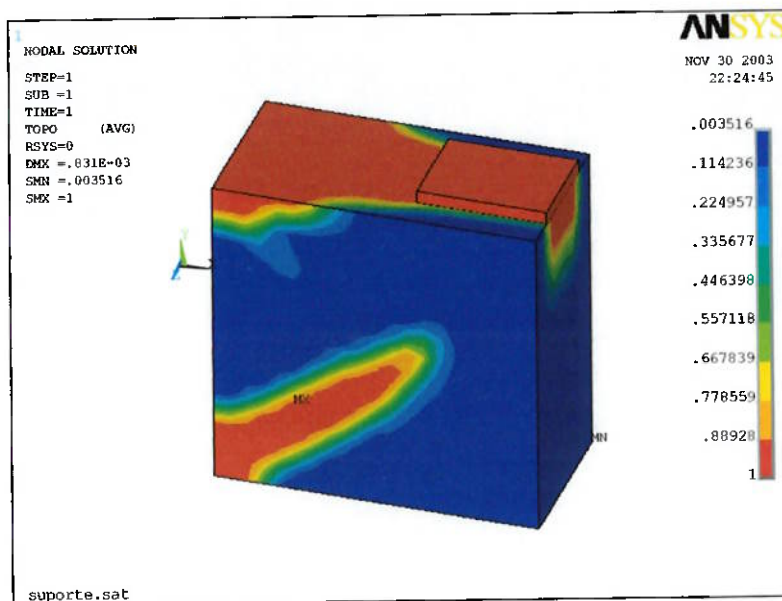 1
ANSYS
NODAL SOLUTION
NOV 30 2003
22:24:45
STEP=1
SUB =1
TIME=1
TOPO (AVG)
RSYS=0
DMX =.831E-03
SMN =.003516
SMX =1
.003516
.114236
.224957
.335677
.446398
.557118
.667839
.778559
.88928
1
Y
Z
X
MX
MN
suporte.sat